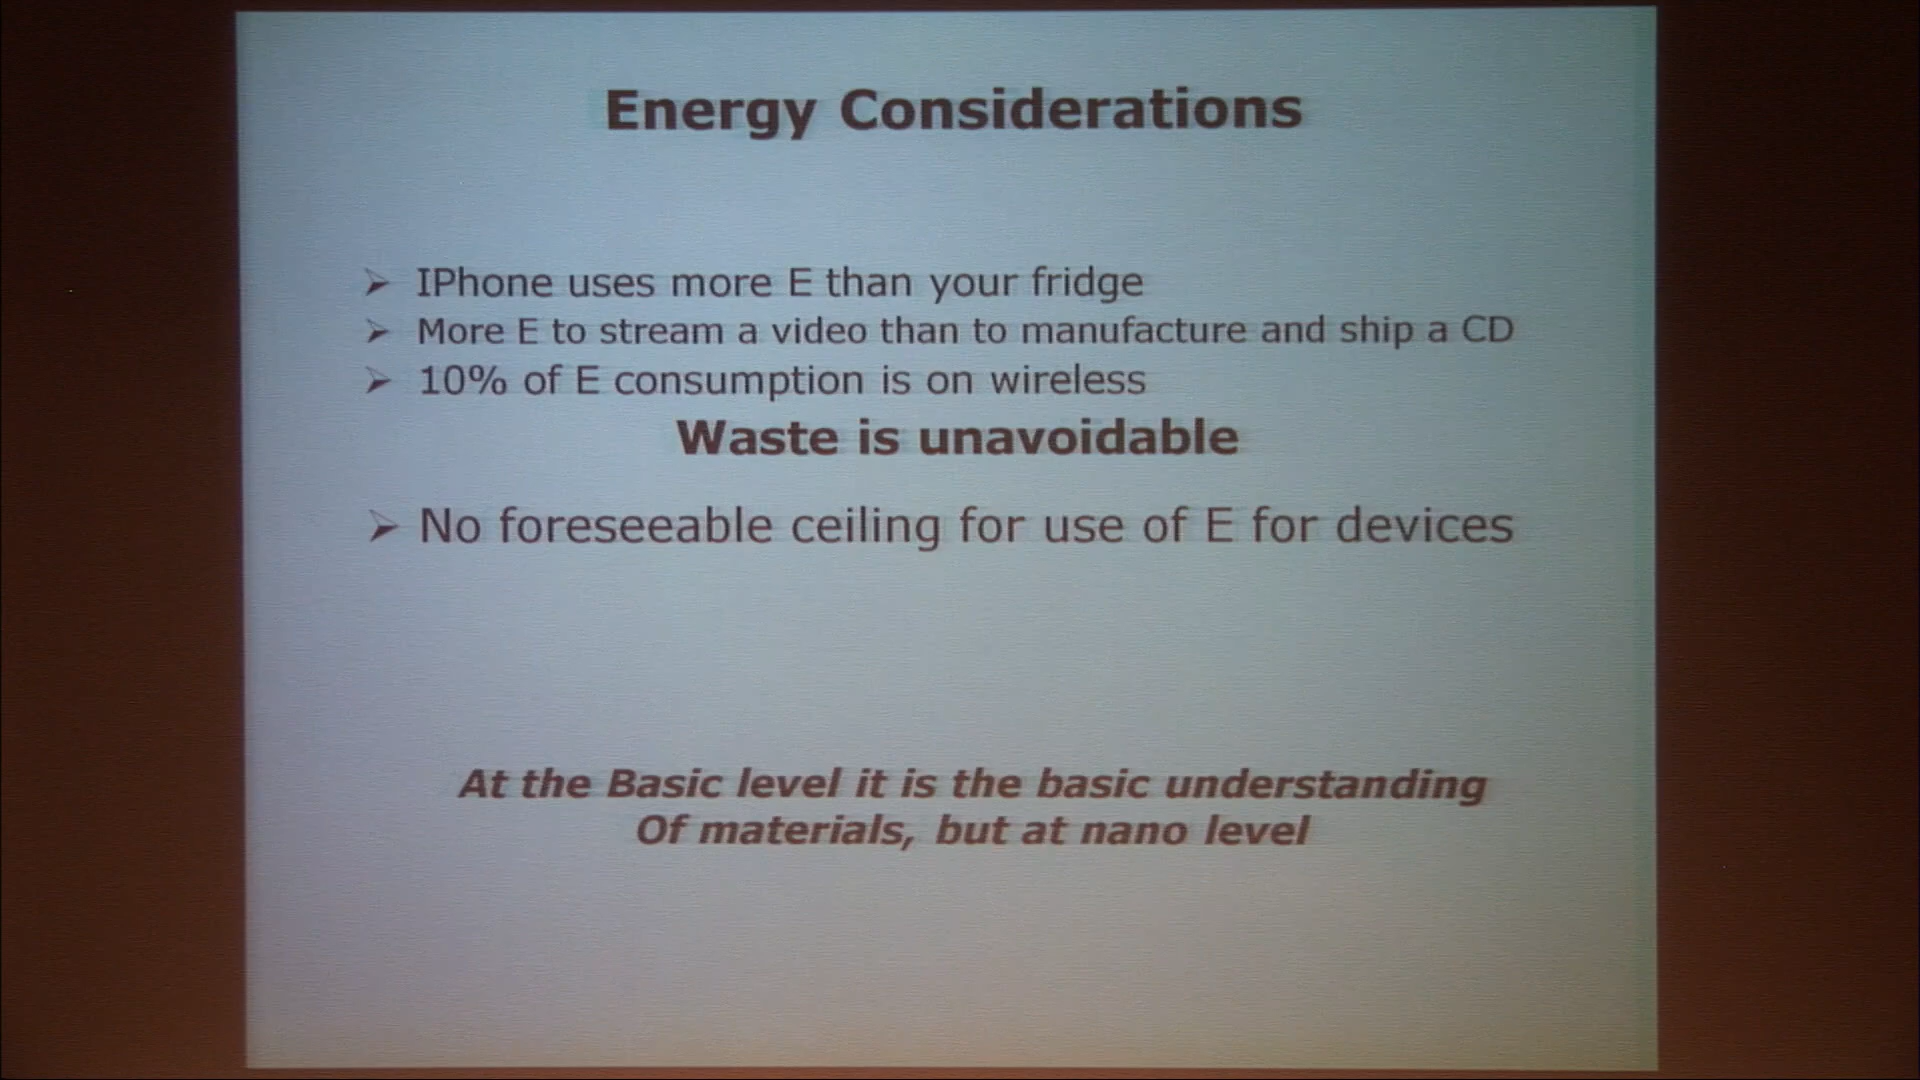 Energy Considerations
➢ IPhone uses more E than your fridge
➢ More E to stream a video than to manufacture and ship a CD
➢ 10% of E consumption is on wireless
Waste is unavoidable
➢ No foreseeable ceiling for use of E for devices
At the Basic level it is the basic understanding
Of materials, but at nano level